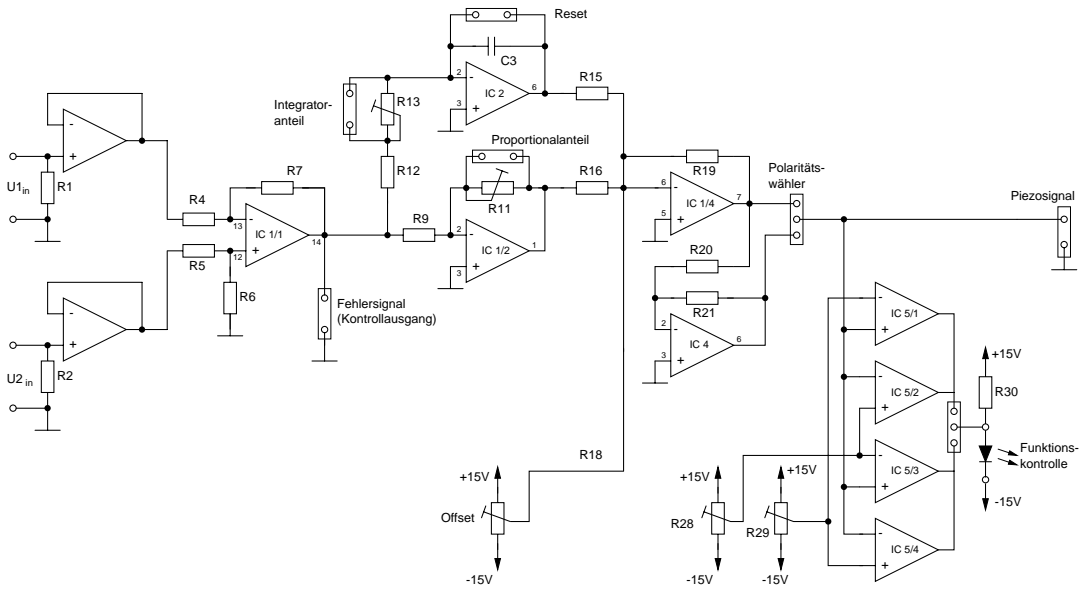 Reset
C3
2
-
IC 2
6
3
+
R15
Integrator-
anteil
R13
R12
Proportionalanteil
R11
R16
U1in
R1
-
+
R4
R7
13
-
IC 1/1
14
12
+
R5
R6
R9
2
-
IC 1/2
1
3
+
Fehlersignal
(Kontrollausgang)
U2 in
R2
-
+
R19
6
-
IC 1/4
7
5
+
R20
R21
2
-
IC 4
6
3
+
Polaritäts-
wähler
Piezosignal
-
IC 5/1
+
-
IC 5/2
+
-
IC 5/3
+
-
IC 5/4
+
+15V
R30
Funktions-
kontrolle
-15V
R18
+15V
Offset
-15V
+15V
R28
-15V
+15V
R29
-15V